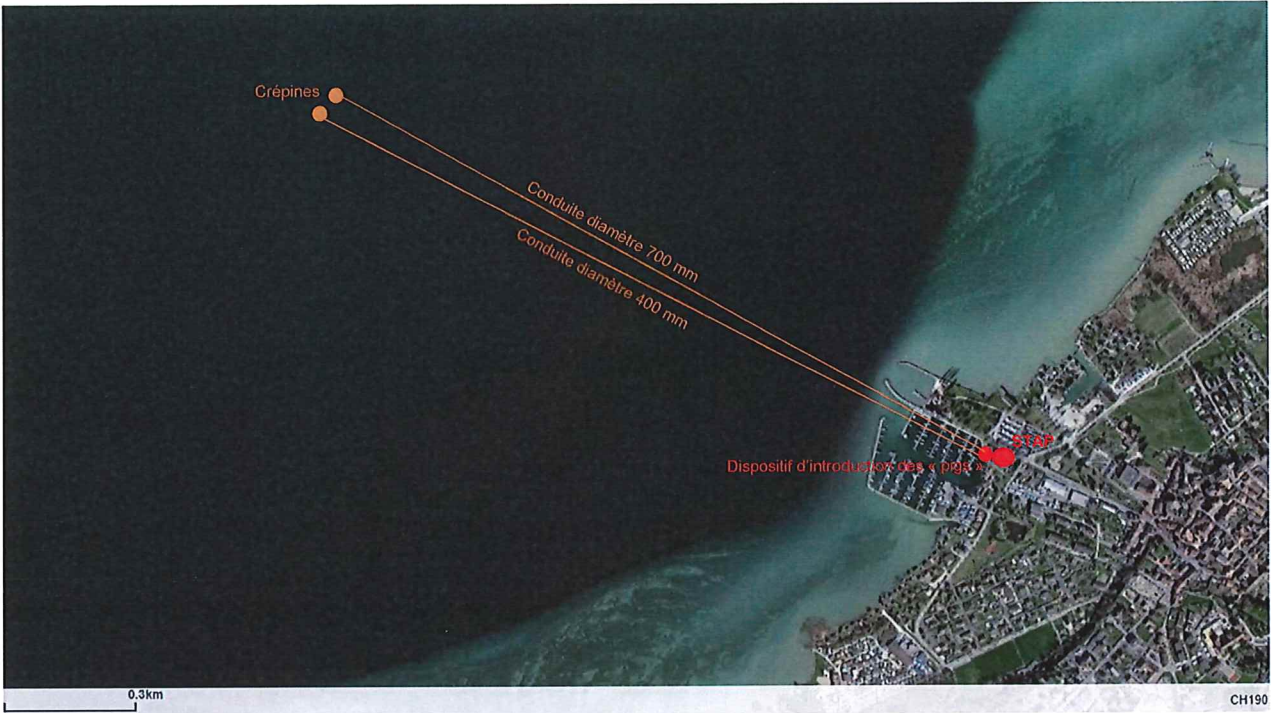 Crépines
Conduite diamètre 700 mm
Conduite diamètre 400 mm
STAP
Dispositif d'introduction des « pigs »
0.3km
CH190